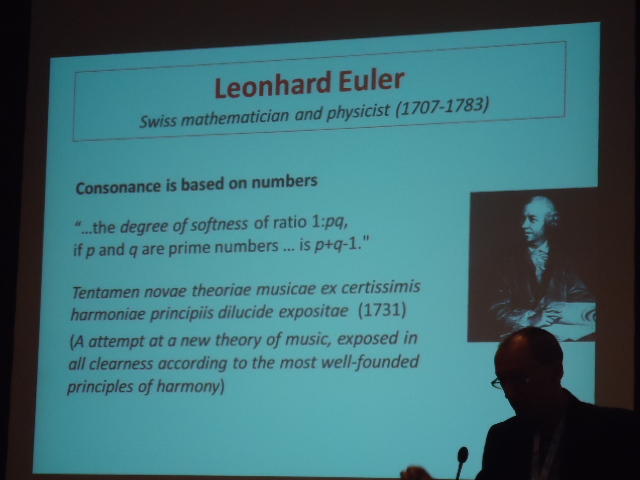 Leonhard Euler
Swiss mathematician and physicist (1707-1783)
Consonance is based on numbers
"...the degree of softness of ratio 1:pq,
if p and q are prime numbers ... is p+q-1."
Tentamen novae theoriae musicae ex certissimis
harmoniae principiis dilucide expositae (1731)
(A attempt at a new theory of music, exposed in
all clearness according to the most well-founded
principles of harmony)